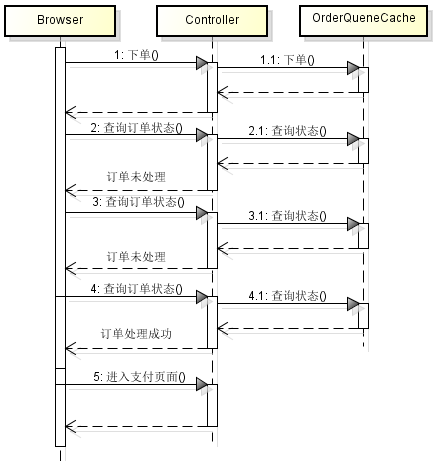 Browser
Controller
OrderQueneCache
1: 下单()
1.1: 下单()
2: 查询订单状态()
2.1: 查询状态()
订单未处理
3: 查询订单状态()
3.1: 查询状态()
订单未处理
4: 查询订单状态()
4.1: 查询状态()
订单处理成功
5: 进入支付页面()